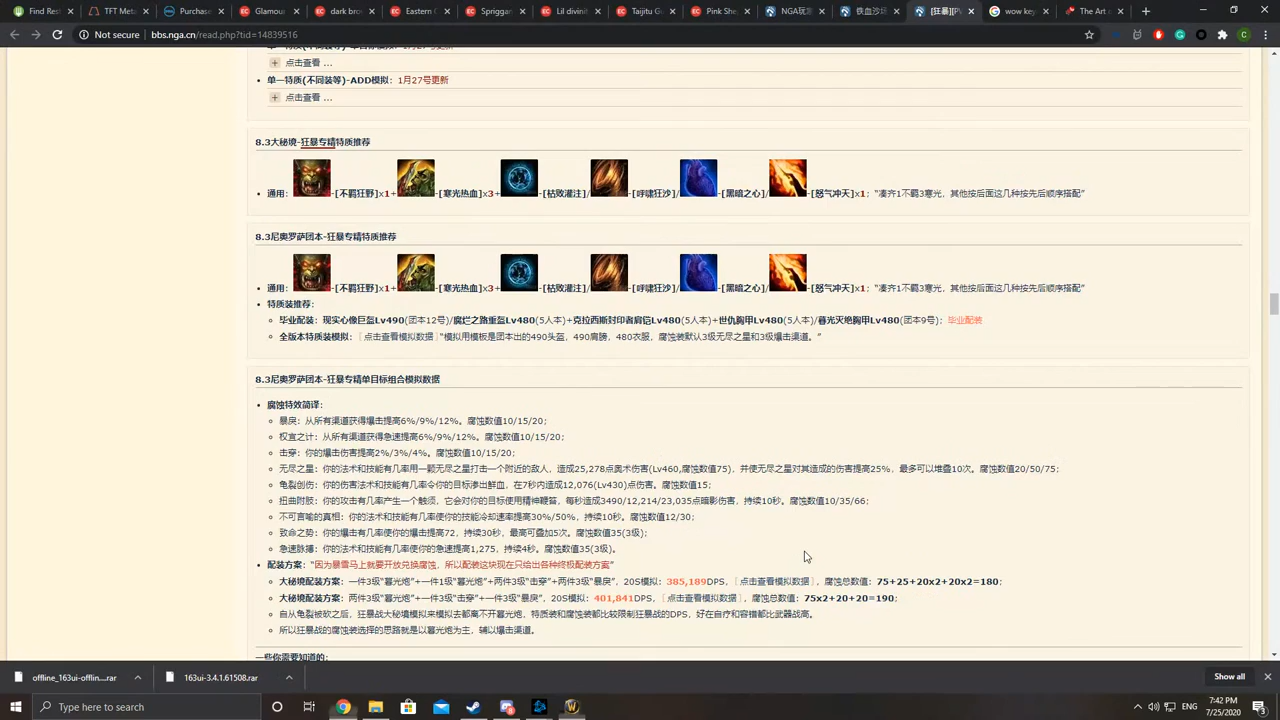 Find Rest
Tmdsa
Purchase
Glamour
dark bro
Eastern (
Spriggan
Li divinit
Tajitu Gu
Pink She
NGA玩家
铁血沙场
[狂暴][P
wow key
The Art o
Not secure
bbs.nga.cn/read.php?tid=14839516
点击查看 ...
单一特质(不同装等)-ADD模拟：1月27号更新
点击查看 ...
8.3大秘境-狂暴专精特质推荐
通用：-[不羁狂野]x1+-[寒光热血]x3+-[枯败灌注]/-[呼啸狂沙]/-[黑暗之心]/-[怒气冲天]x1；“凑齐1不羁3寒光，其他按后面这几种按先后顺序搭配”
8.3尼奥罗萨团本-狂暴专精特质推荐
通用：-[不羁狂野]x1+-[寒光热血]x3+-[枯败灌注]/-[呼啸狂沙]/-[黑暗之心]/-[怒气冲天]x1；“凑齐1不羁3寒光，其他按后面这几种按先后顺序搭配”
特质装推荐：
毕业配装：现实心像巨盔Lv490(团本12号)/腐烂之路重盔Lv480(5人本)+克拉西斯封印者肩铠Lv480(5人本)+世仇胸甲Lv480(5人本)/暮光灭绝胸甲Lv480(团本9号)；毕业配装
全版本特质装模拟：[点击查看模拟数据]“模拟用模板是团本出的490头盔，490肩膀，480衣服，腐蚀装默认3级无尽之星和3级爆击渠道。”
8.3尼奥罗萨团本-狂暴专精单目标组合模拟数据
腐蚀特效简译：
暴戾：从所有渠道获得爆击提高6%/9%/12%。腐蚀数值10/15/20；
权宜之计：从所有渠道获得急速提高6%/9%/12%。腐蚀数值10/15/20；
击穿：你的爆击伤害提高2%/3%/4%。腐蚀数值10/15/20；
无尽之星：你的法术和技能有几率用一颗无尽之星打击一个附近的敌人，造成25,278点奥术伤害(Lv460,腐蚀数值75)，并使无尽之星对其造成的伤害提高25%，最多可以堆叠10次。腐蚀数值20/50/75；
龟裂创伤：你的伤害法术和技能有几率令你的目标渗出鲜血，在7秒内造成12,076(Lv430)点伤害。腐蚀数值15；
扭曲附肢：你的攻击有几率产生一个触须，它会对你的目标使用精神鞭笞，每秒造成3490/12,214/23,035点暗影伤害，持续10秒。腐蚀数值10/35/66；
不可言喻的真相：你的法术和技能有几率使你的技能冷却速率提高30%/50%，持续10秒。腐蚀数值12/30；
致命之势：你的爆击有几率使你的爆击提高72，持续30秒，最高可叠加5次。腐蚀数值35(3级)；
急速脉搏：你的法术和技能有几率使你的急速提高1,275，持续4秒。腐蚀数值35(3级)。
配装方案：“因为暴雪马上就要开放兑换腐蚀，所以配装这块现在只给出各种终极配装方案”
大秘境配装方案：一件3级“暮光炮”+一件1级“暮光炮”+两件3级“击穿”+两件3级“暴戾”，20S模拟：385,189DPS，[点击查看模拟数据]，腐蚀总数值：75+25+20x2+20x2=180；
大秘境配装方案：两件3级“暮光炮”+一件3级“击穿”+一件3级“暴戾”，20S模拟：401,841DPS，[点击查看模拟数据]，腐蚀总数值：75x2+20+20=190；
自从龟裂被砍之后，狂暴战大秘境模拟来模拟去都离不开暮光炮，特质装和腐蚀装都比较限制狂暴战的DPS，好在自疗和容错都比武器战高。
所以狂暴战的腐蚀装选择的思路就是以暮光炮为主，辅以爆击渠道。
一些你需要知道的：
offline_163ui-offlin....rar
163ui-3.4.1.61508.rar
Show all
Type here to search
ENG
7:42 PM
7/25/2020